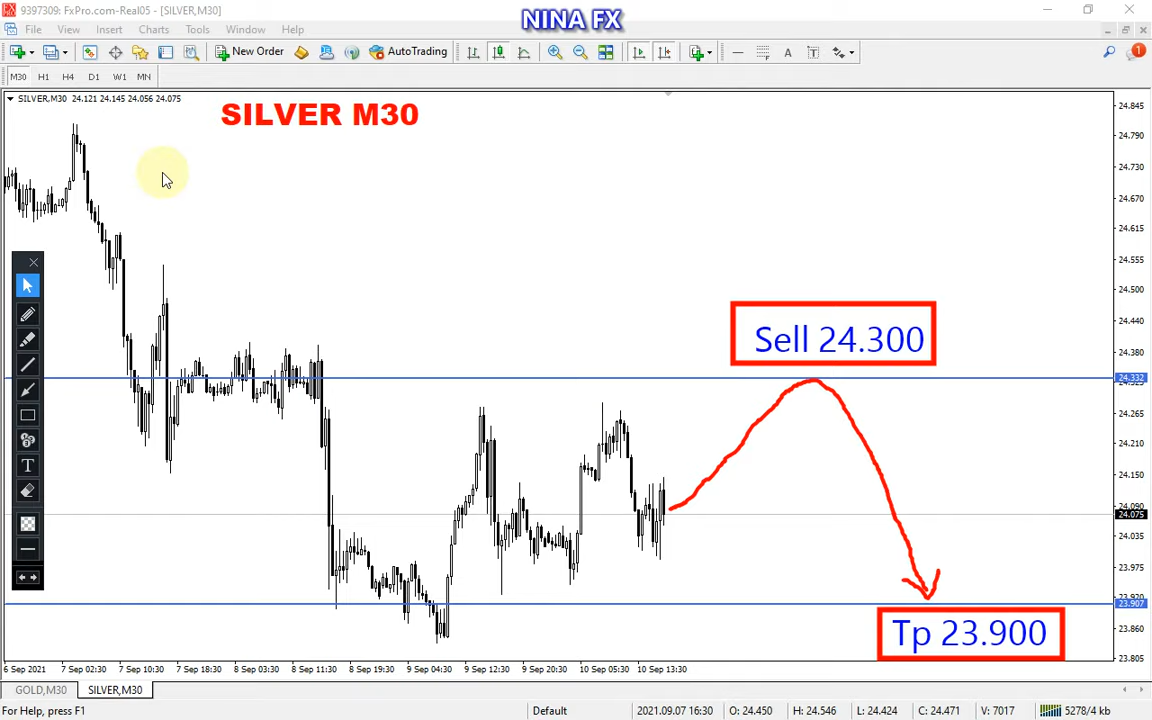 9397309: FxPro.com-Real05 - [SILVER,M30]
NINA FX
File View Insert Charts Tools Window Help
New Order
AutoTrading
A T
1
M30 H1 H4 D1 W1 MN
SILVER,M30 24.121 24.145 24.056 24.075
SILVER M30
24.845
24.790
24.730
24.670
24.615
24.555
24.500
24.440
24.380
Sell 24.300
24.332
24.265
24.210
24.150
24.090
24.075
24.035
23.975
23.920
23.907
23.860
23.805
T
Tp 23.900
6 Sep 2021
7 Sep 02:30
7 Sep 10:30
7 Sep 18:30
8 Sep 03:30
8 Sep 11:30
8 Sep 19:30
9 Sep 04:30
9 Sep 12:30
9 Sep 20:30
10 Sep 05:30
10 Sep 13:30
GOLD,M30 SILVER,M30
For Help, press F1
Default
2021.09.07 16:30
O: 24.450
H: 24.546
L: 24.424
C: 24.471
V: 7017
5278/4 kb